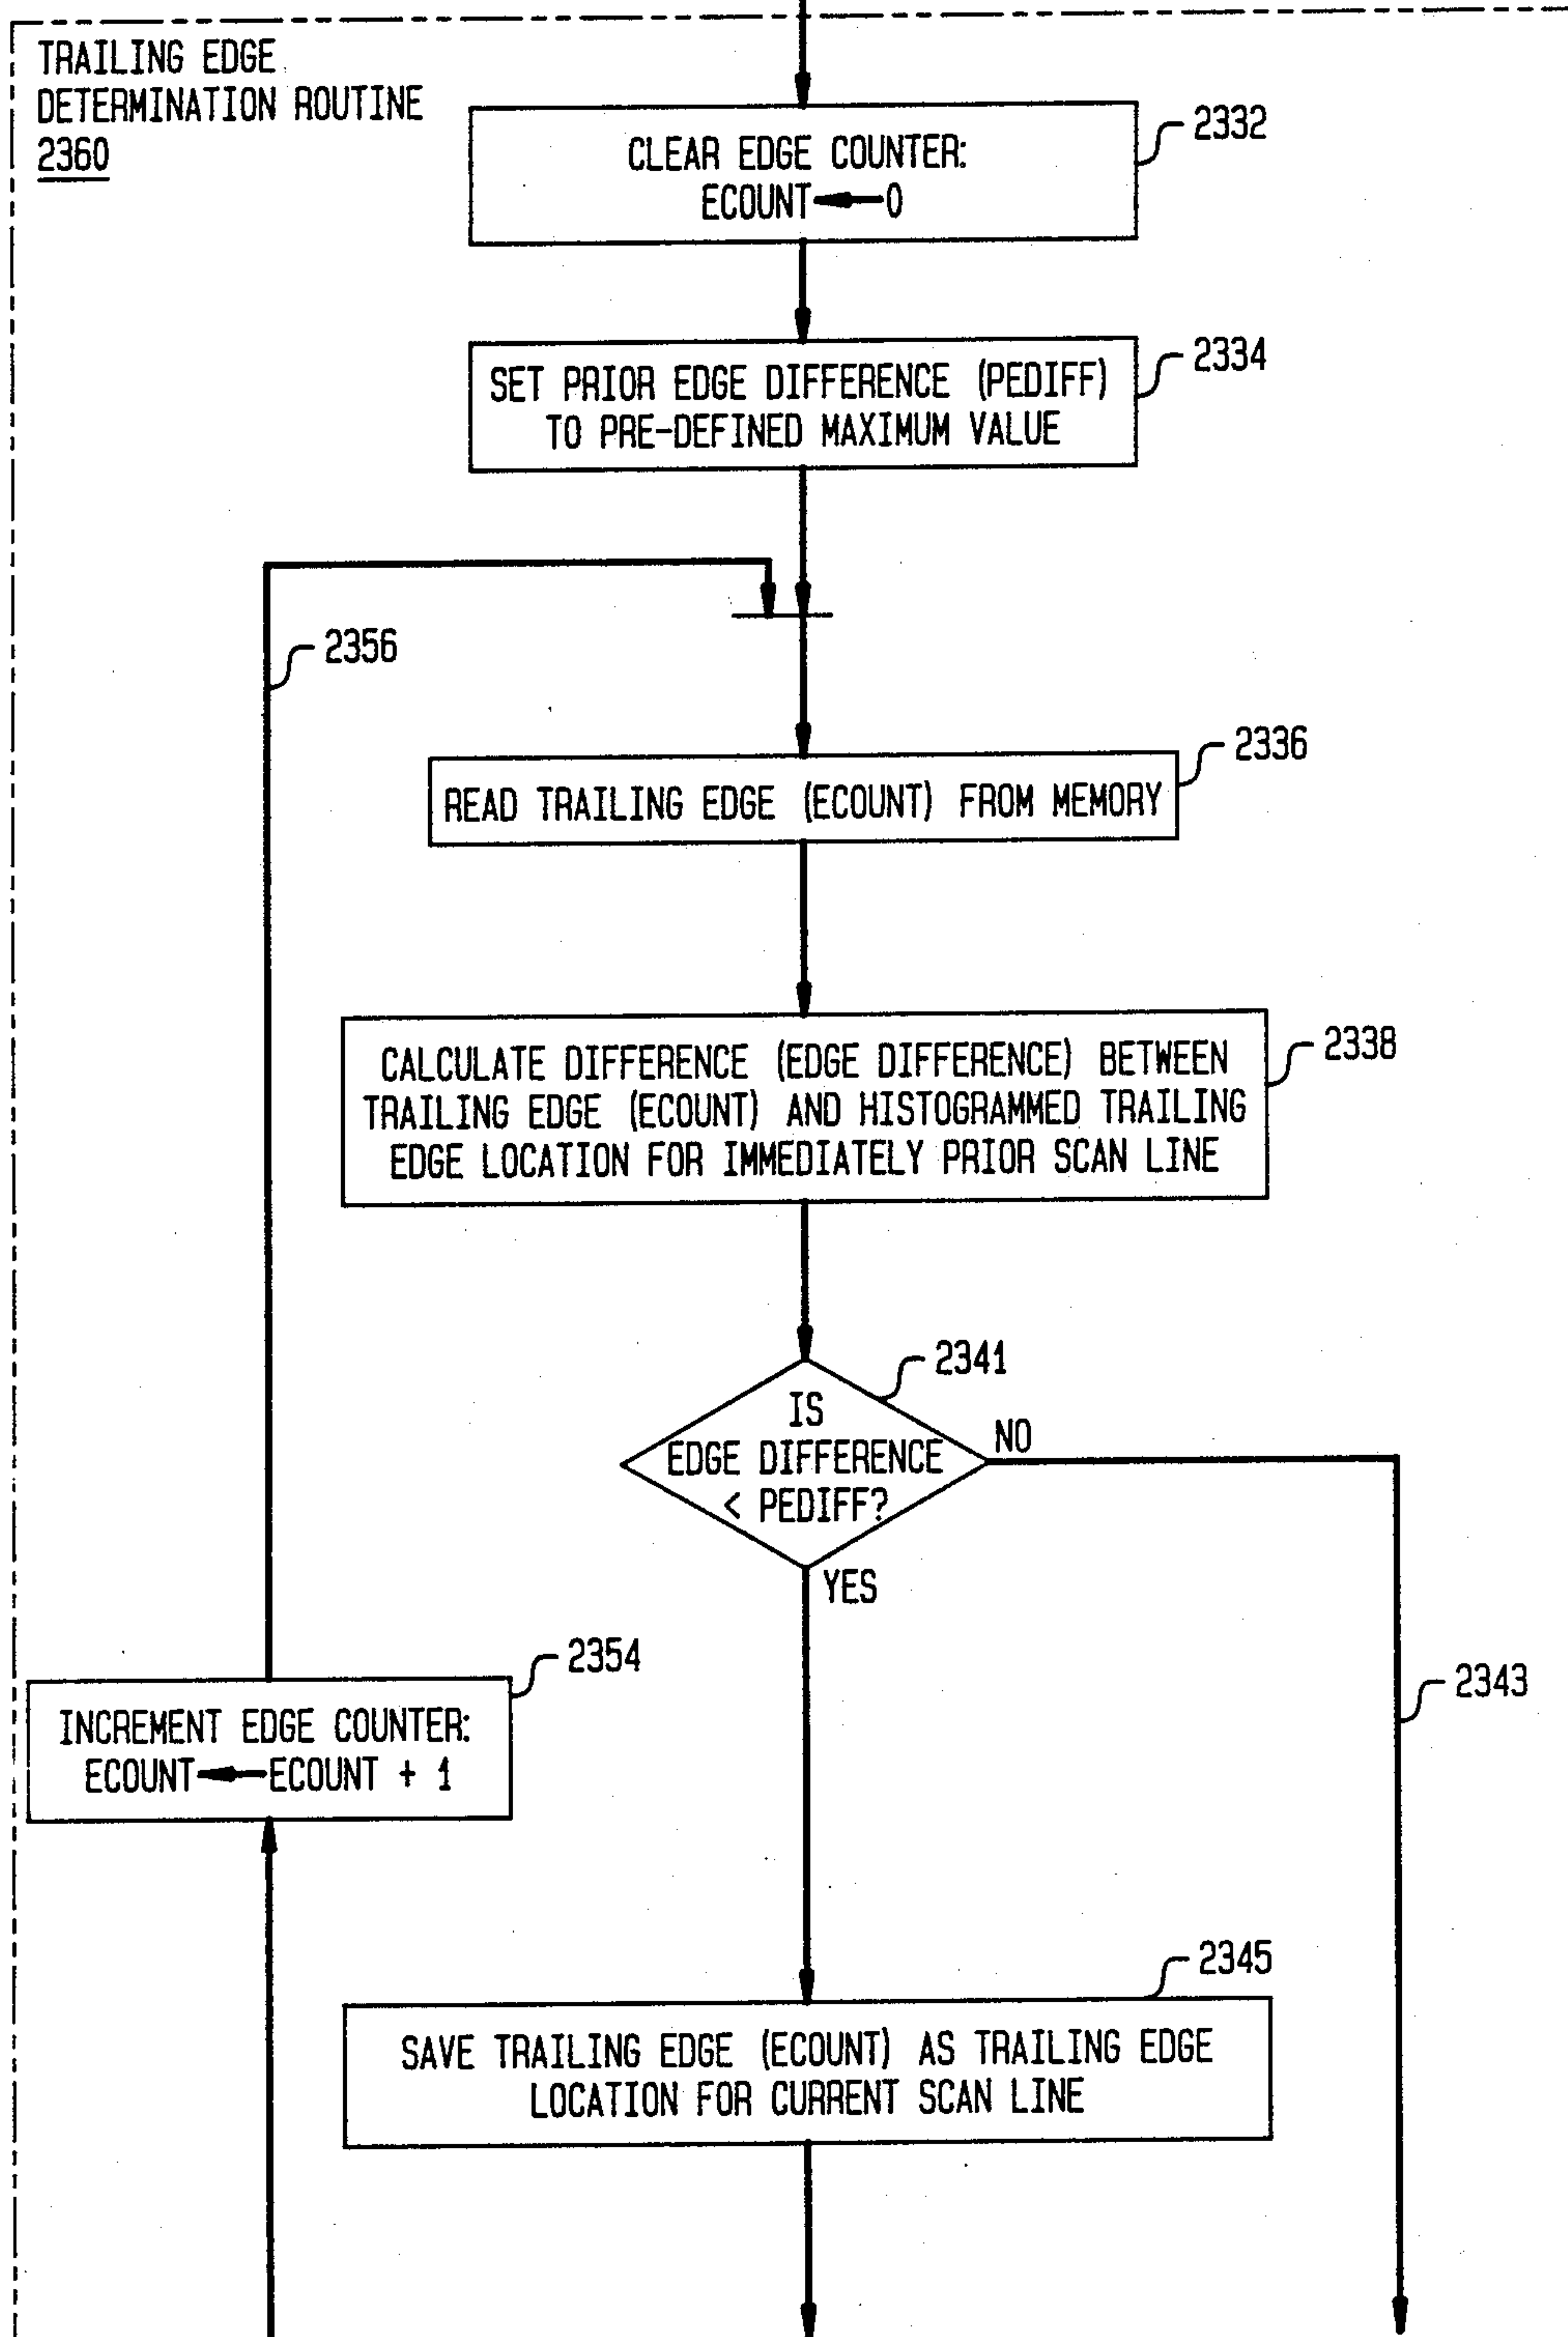 TRAILING EDGE
DETERMINATION ROUTINE
2360
CLEAR EDGE COUNTER:
ECOUNT←0
2332
SET PRIOR EDGE DIFFERENCE (PEDIFF)
TO PRE-DEFINED MAXIMUM VALUE
2334
2356
READ TRAILING EDGE (ECOUNT) FROM MEMORY
2336
CALCULATE DIFFERENCE (EDGE DIFFERENCE) BETWEEN
TRAILING EDGE (ECOUNT) AND HISTOGRAMMED TRAILING
EDGE LOCATION FOR IMMEDIATELY PRIOR SCAN LINE
2338
IS
EDGE DIFFERENCE
< PEDIFF?
2341
NO
YES
INCREMENT EDGE COUNTER:
ECOUNT←ECOUNT + 1
2354
2343
SAVE TRAILING EDGE (ECOUNT) AS TRAILING EDGE
LOCATION FOR CURRENT SCAN LINE
2345